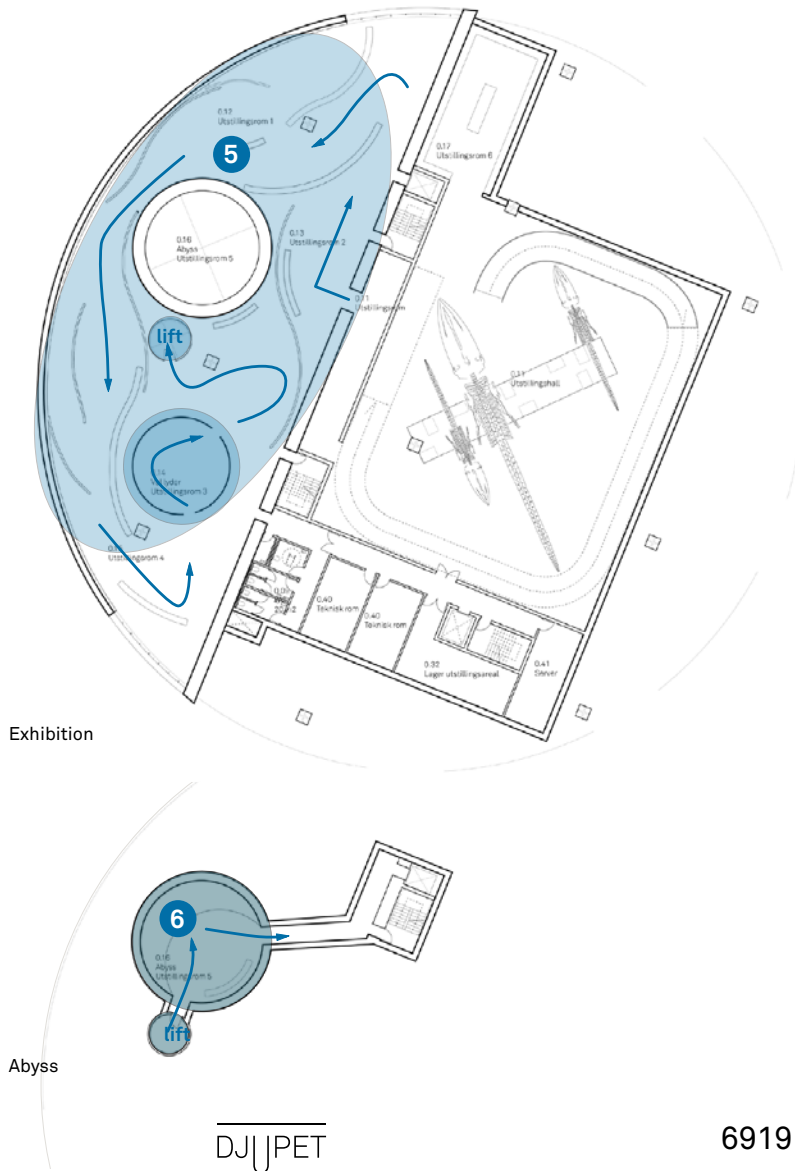 0.12
Utstillingsrom 1
5
0.17
Utstillingsrom 6
0.16
Abyss
Utstillingsrom 5
0.13
Utstillingsrom 2
0.11
Utstillingsrom
lift
0.11
Utstillingshall
0.14
Utstillingsrom 3
Utstillingsrom 4
0.40
Teknisk rom
0.40
Teknisk rom
0.32
Lager utstillingsareal
0.41
Server
Exhibition
6
0.16
Abyss
Utstillingsrom 5
lift
Abyss
DJUPET
6919